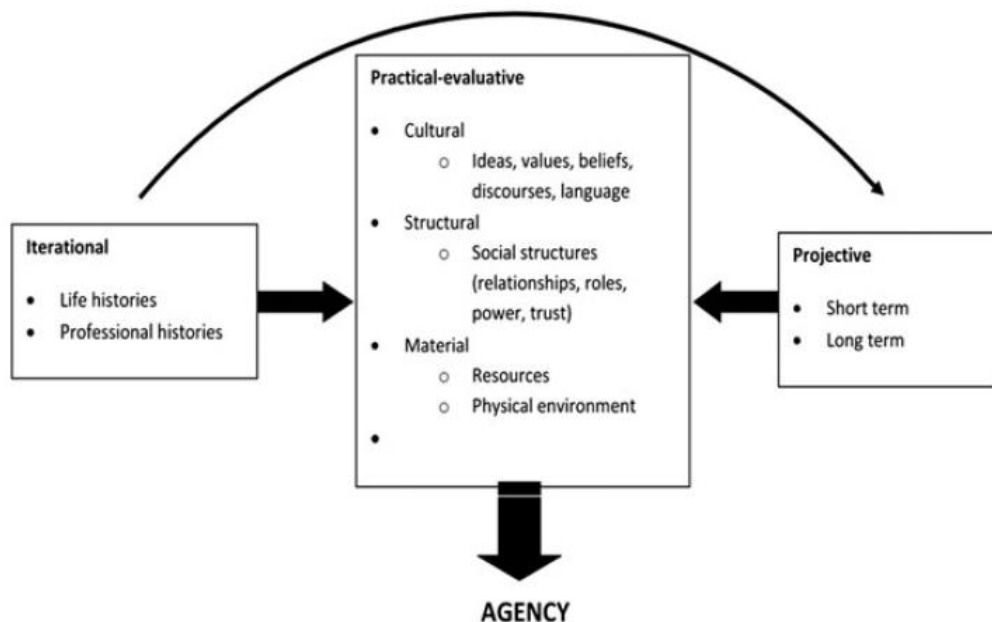 Practical-evaluative
• Cultural
o Ideas, values, beliefs,
discourses, language
• Structural
o Social structures
(relationships, roles,
power, trust)
• Material
o Resources
o Physical environment
•
Iterational
• Life histories
• Professional histories
Projective
• Short term
• Long term
AGENCY